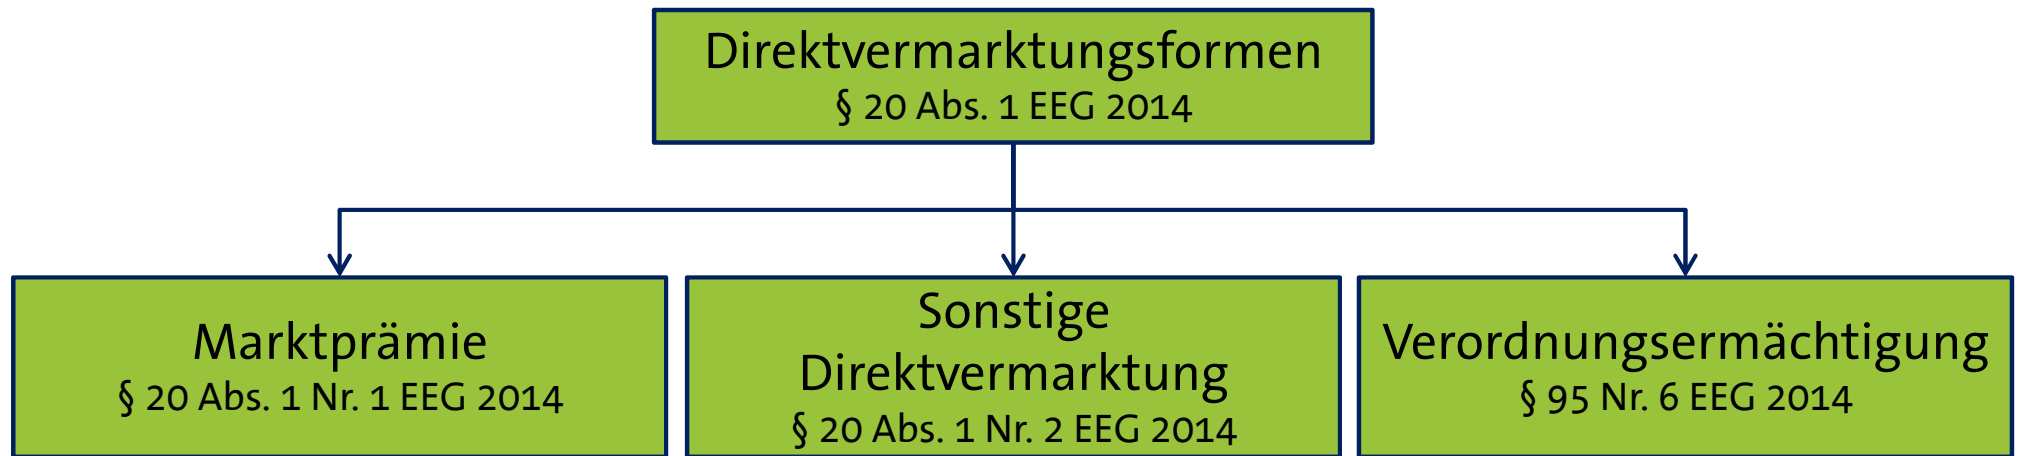 Direktvermarktungsformen
§ 20 Abs. 1 EEG 2014
Marktprämie
§ 20 Abs. 1 Nr. 1 EEG 2014
Sonstige
Direktvermarktung
§ 20 Abs. 1 Nr. 2 EEG 2014
Verordnungsermächtigung
§ 95 Nr. 6 EEG 2014